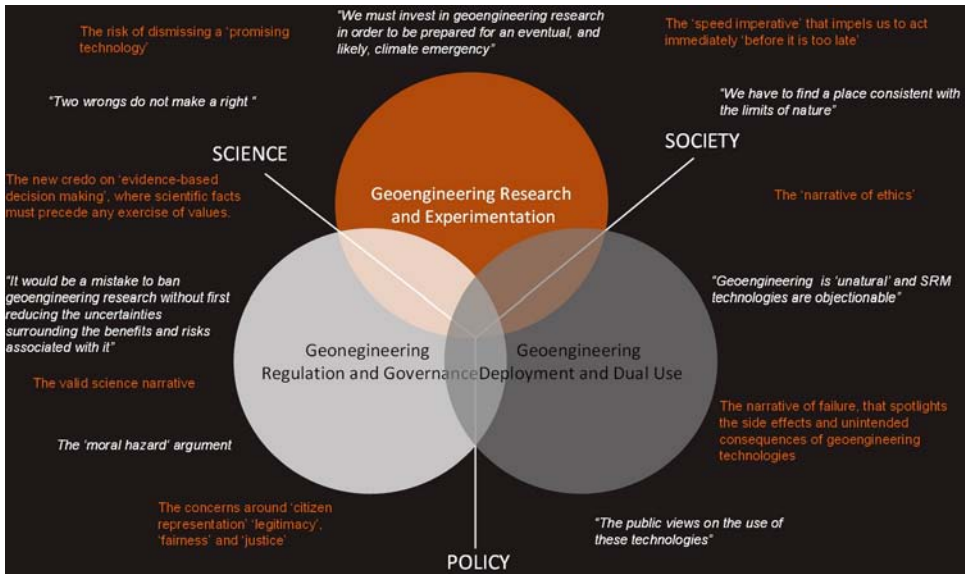 "We must invest in geoengineering research
in order to be prepared for an eventual, and
likely, climate emergency"
The risk of dismissing a 'promising
technology'
The 'speed imperative' that impels us to act
immediately 'before it is too late'
"Two wrongs do not make a right "
"We have to find a place consistent with
the limits of nature"
SCIENCE
SOCIETY
The new credo on 'evidence-based
decision making', where scientific facts
must precede any exercise of values.
Geoengineering Research
and Experimentation
The 'narrative of ethics'
"It would be a mistake to ban
geoengineering research without first
reducing the uncertainties
surrounding the benefits and risks
associated with it"
"Geoengineering is 'unatural' and SRM
technologies are objectionable"
Geonegineering
Regulation and Governance
Geoengineering
Deployment and Dual Use
The valid science narrative
The narrative of failure, that spotlights
the side effects and unintended
consequences of geoengineering
technologies
The 'moral hazard' argument
The concerns around 'citizen
representation' 'legitimacy',
'fairness' and 'justice'
"The public views on the use of
these technologies"
POLICY